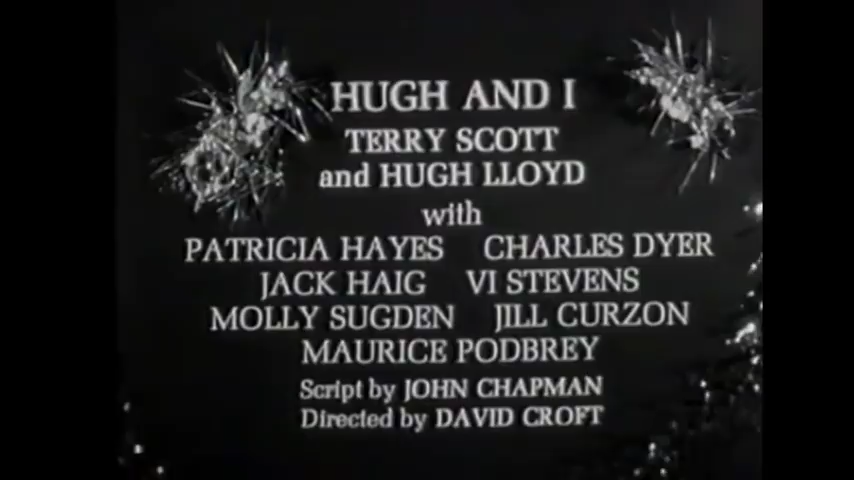 HUGH AND I
TERRY SCOTT
and HUGH LLOYD
with
PATRICIA HAYES CHARLES DYER
JACK HAIG VI STEVENS
MOLLY SUGDEN JILL CURZON
MAURICE PODBREY
Script by JOHN CHAPMAN
Directed by DAVID CROFT